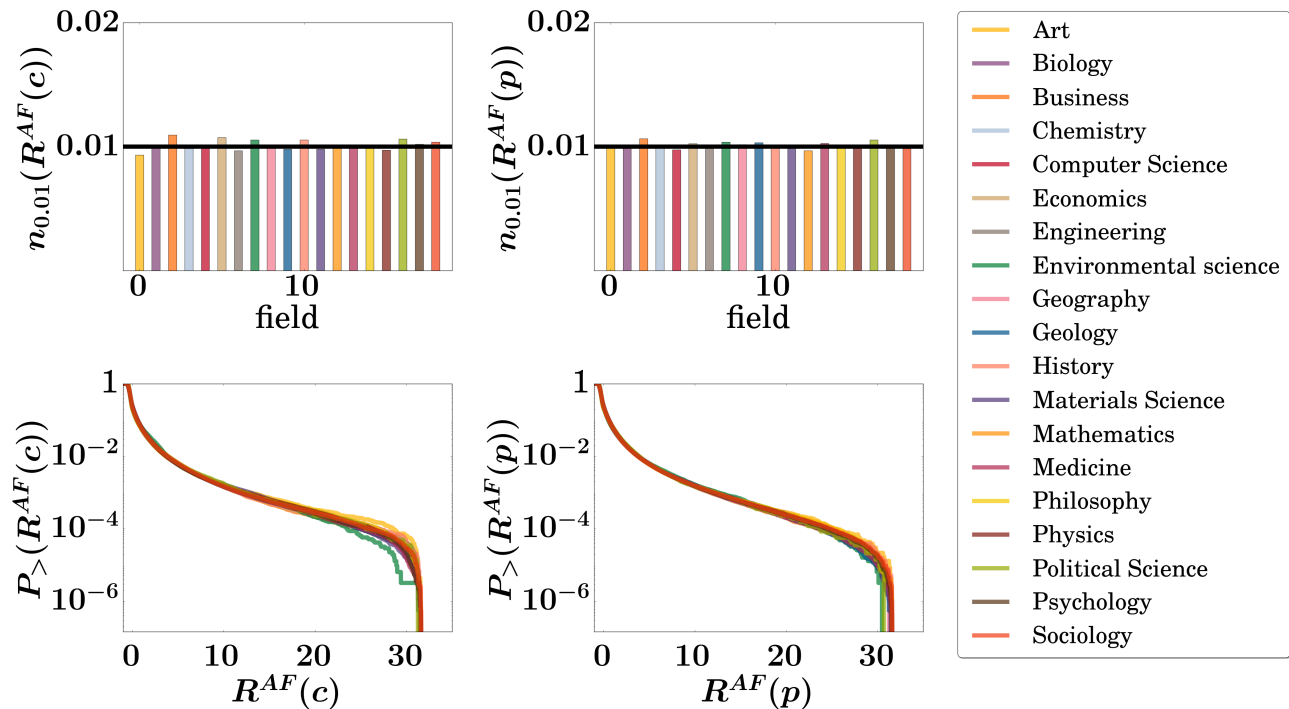 0.02
0.01
n_{0.01}(R^{AF}(c))
0 10
field
0.02
0.01
n_{0.01}(R^{AF}(p))
0 10
field
1
10^{-2}
10^{-4}
10^{-6}
P_{>}(R^{AF}(c))
0 10 20 30
R^{AF}(c)
1
10^{-2}
10^{-4}
10^{-6}
P_{>}(R^{AF}(p))
0 10 20 30
R^{AF}(p)
Art
Biology
Business
Chemistry
Computer Science
Economics
Engineering
Environmental science
Geography
Geology
History
Materials Science
Mathematics
Medicine
Philosophy
Physics
Political Science
Psychology
Sociology